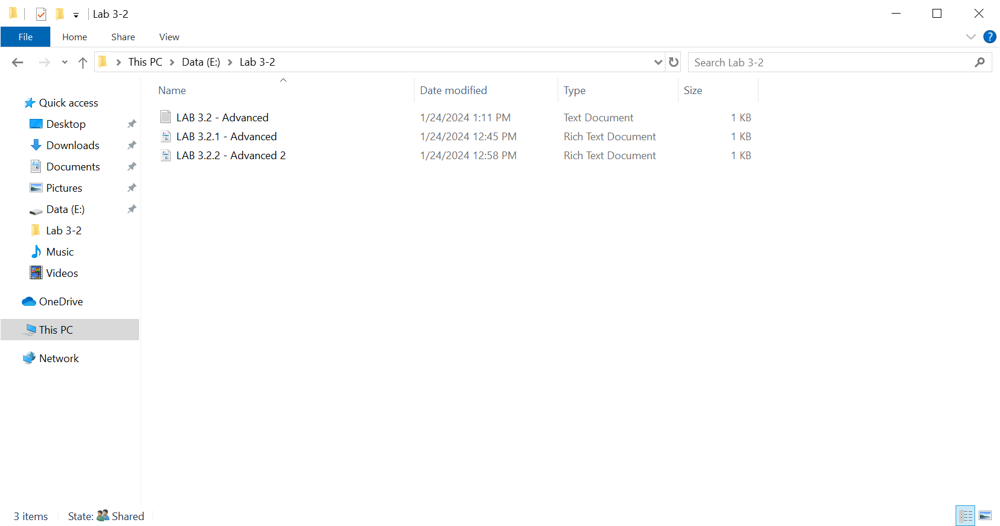 Lab 3-2
File Home Share View
?
This PC Data (E:) Lab 3-2
Search Lab 3-2
Name Date modified Type Size
LAB 3.2 - Advanced 1/24/2024 1:11 PM Text Document 1 KB
LAB 3.2.1 - Advanced 1/24/2024 12:45 PM Rich Text Document 1 KB
LAB 3.2.2 - Advanced 2 1/24/2024 12:58 PM Rich Text Document 1 KB
Quick access
Desktop
Downloads
Documents
Pictures
Data (E:)
Lab 3-2
Music
Videos
OneDrive
This PC
Network
3 items State: Shared